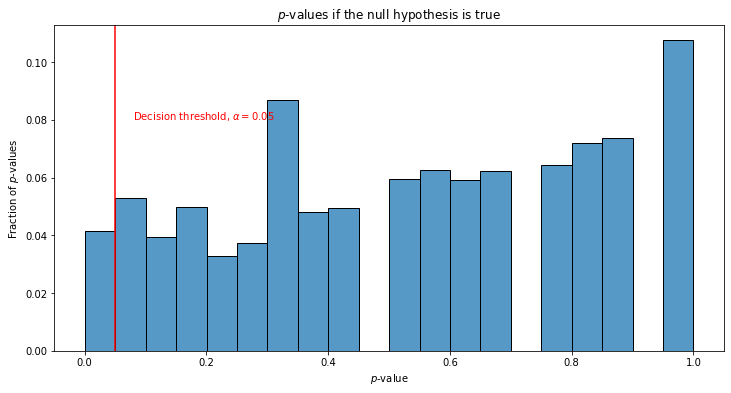 p-values if the null hypothesis is true
Fraction of p-values
0.10
0.08
0.06
0.04
0.02
0.00
Decision threshold, α = 0.05
0.0 0.2 0.4 0.6 0.8 1.0
p-value